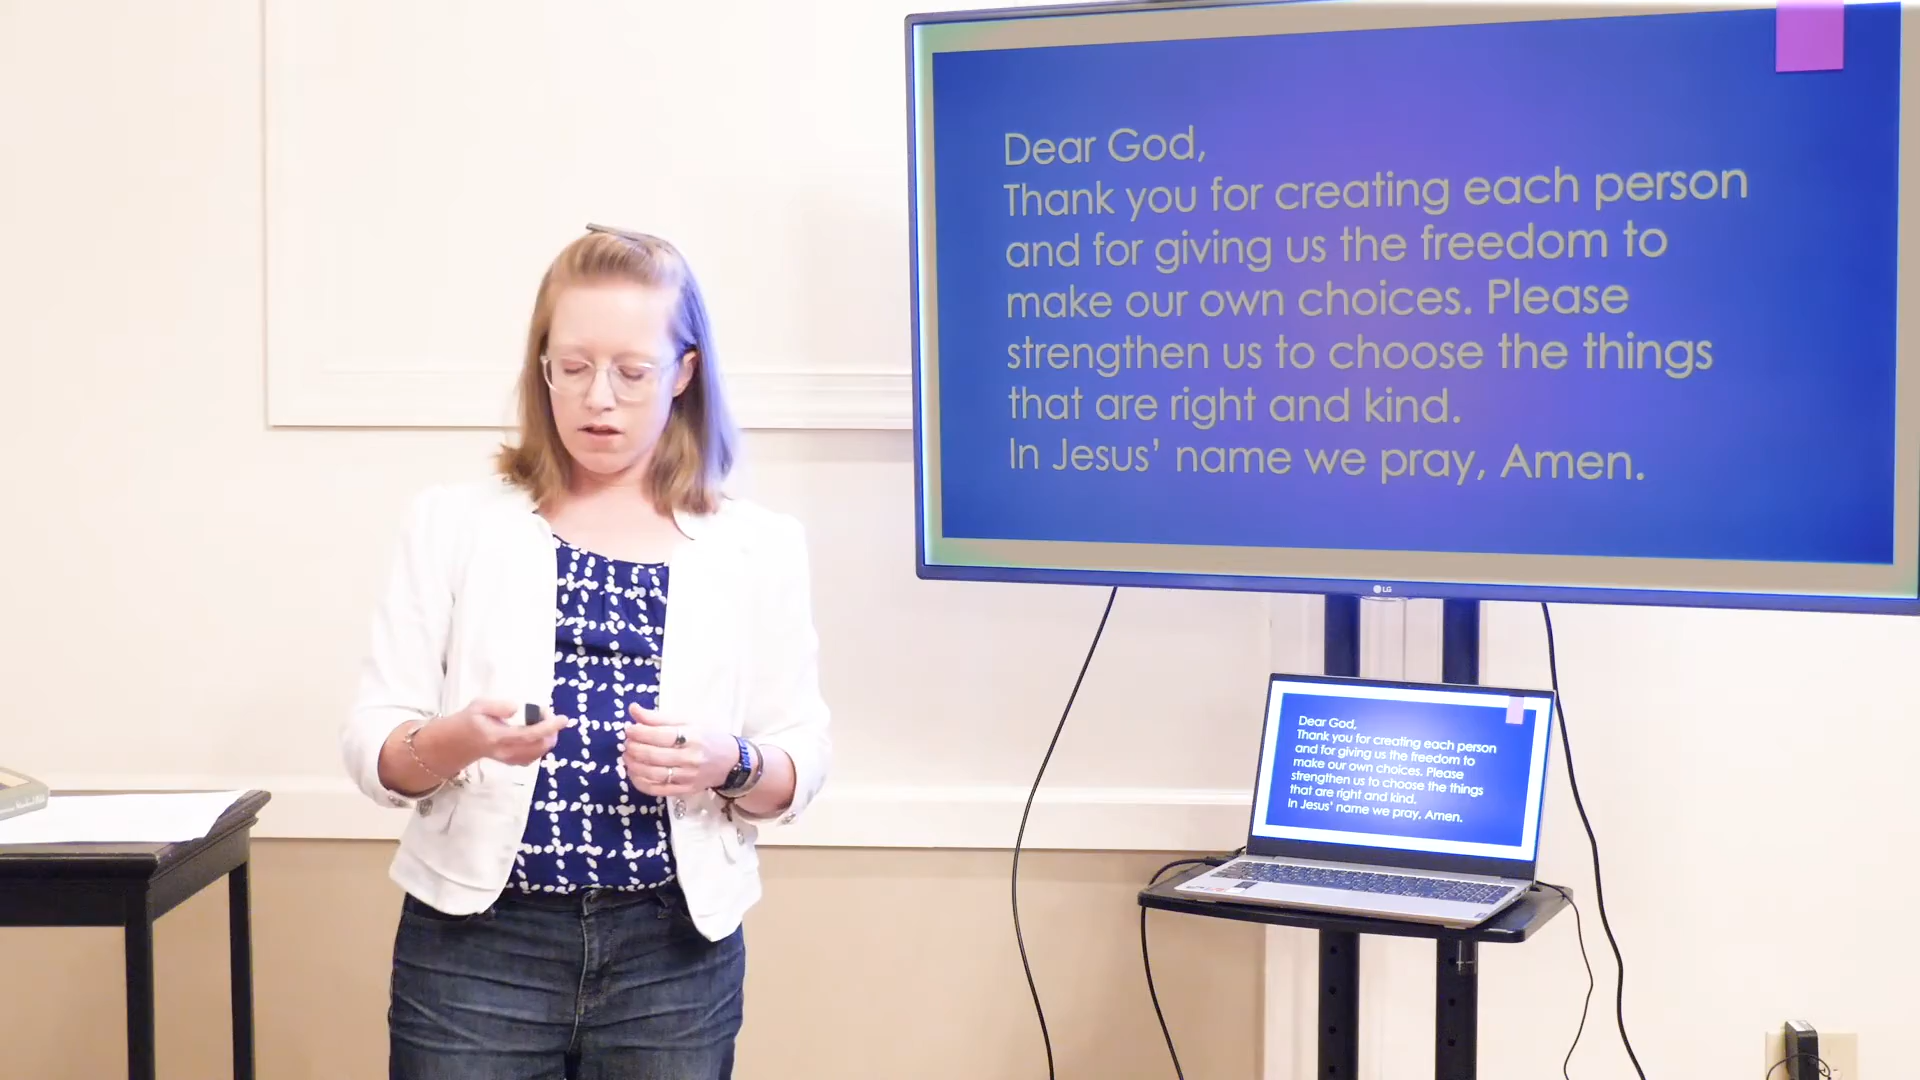 Dear God,
Thank you for creating each person
and for giving us the freedom to
make our own choices. Please
strengthen us to choose the things
that are right and kind.
In Jesus’ name we pray, Amen.
LG
Dear God,
Thank you for creating each person
and for giving us the freedom to
make our own choices. Please
strengthen us to choose the things
that are right and kind.
In Jesus’ name we pray, Amen.